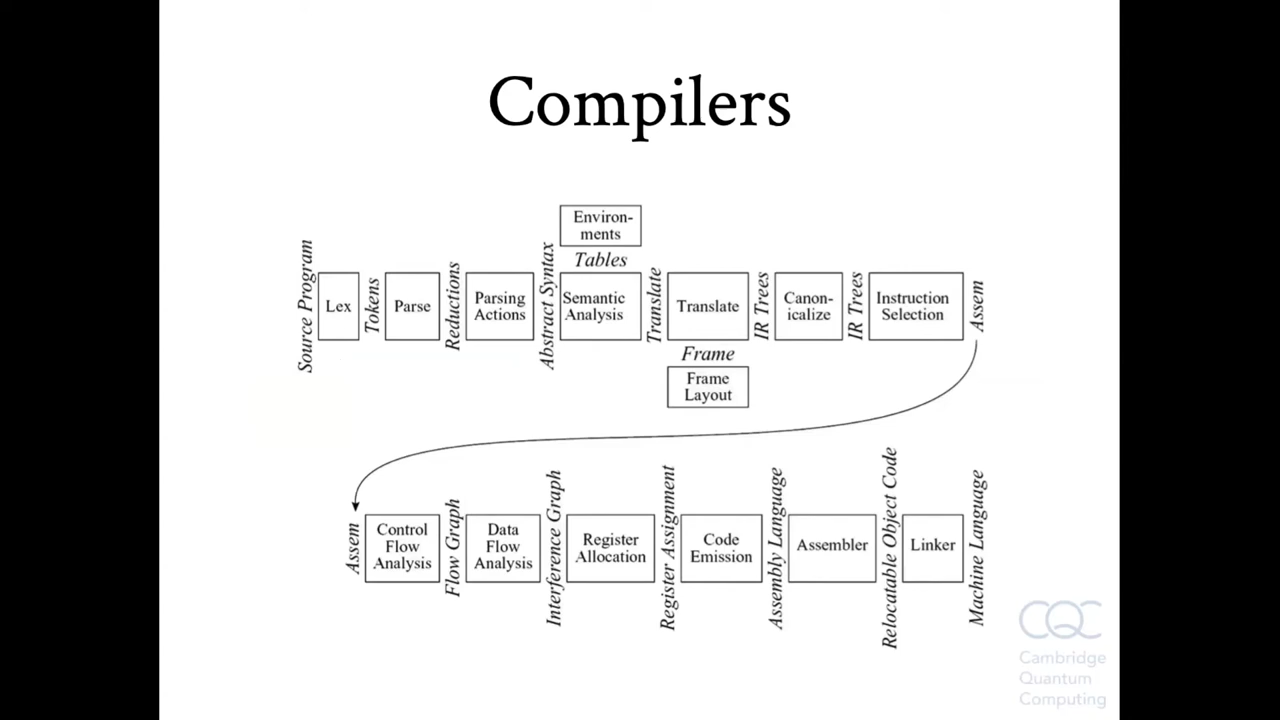 Compilers
Environ-
ments
Tables
Source Program
Lex
Tokens
Parse
Reductions
Parsing
Actions
Abstract Syntax
Semantic
Analysis
Translate
Translate
IR Trees
Canon-
icalize
IR Trees
Instruction
Selection
Assem
Frame
Frame
Layout
Assem
Control
Flow
Analysis
Flow Graph
Data
Flow
Analysis
Interference Graph
Register
Allocation
Register Assignment
Code
Emission
Assembly Language
Assembler
Relocatable Object Code
Linker
Machine Language
CQC
Cambridge
Quantum
Computing